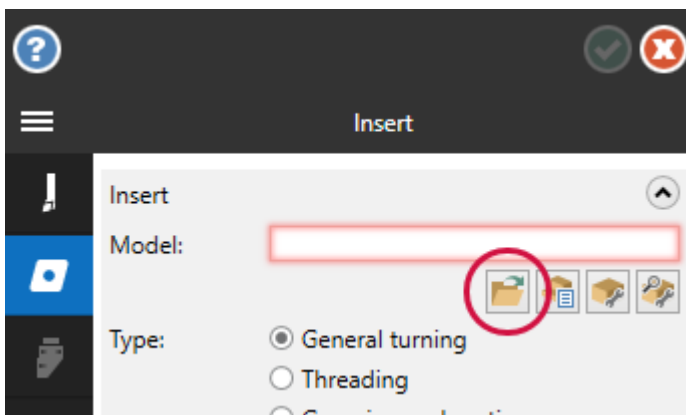 Insert
Insert
Model:
Type:
General turning
Threading